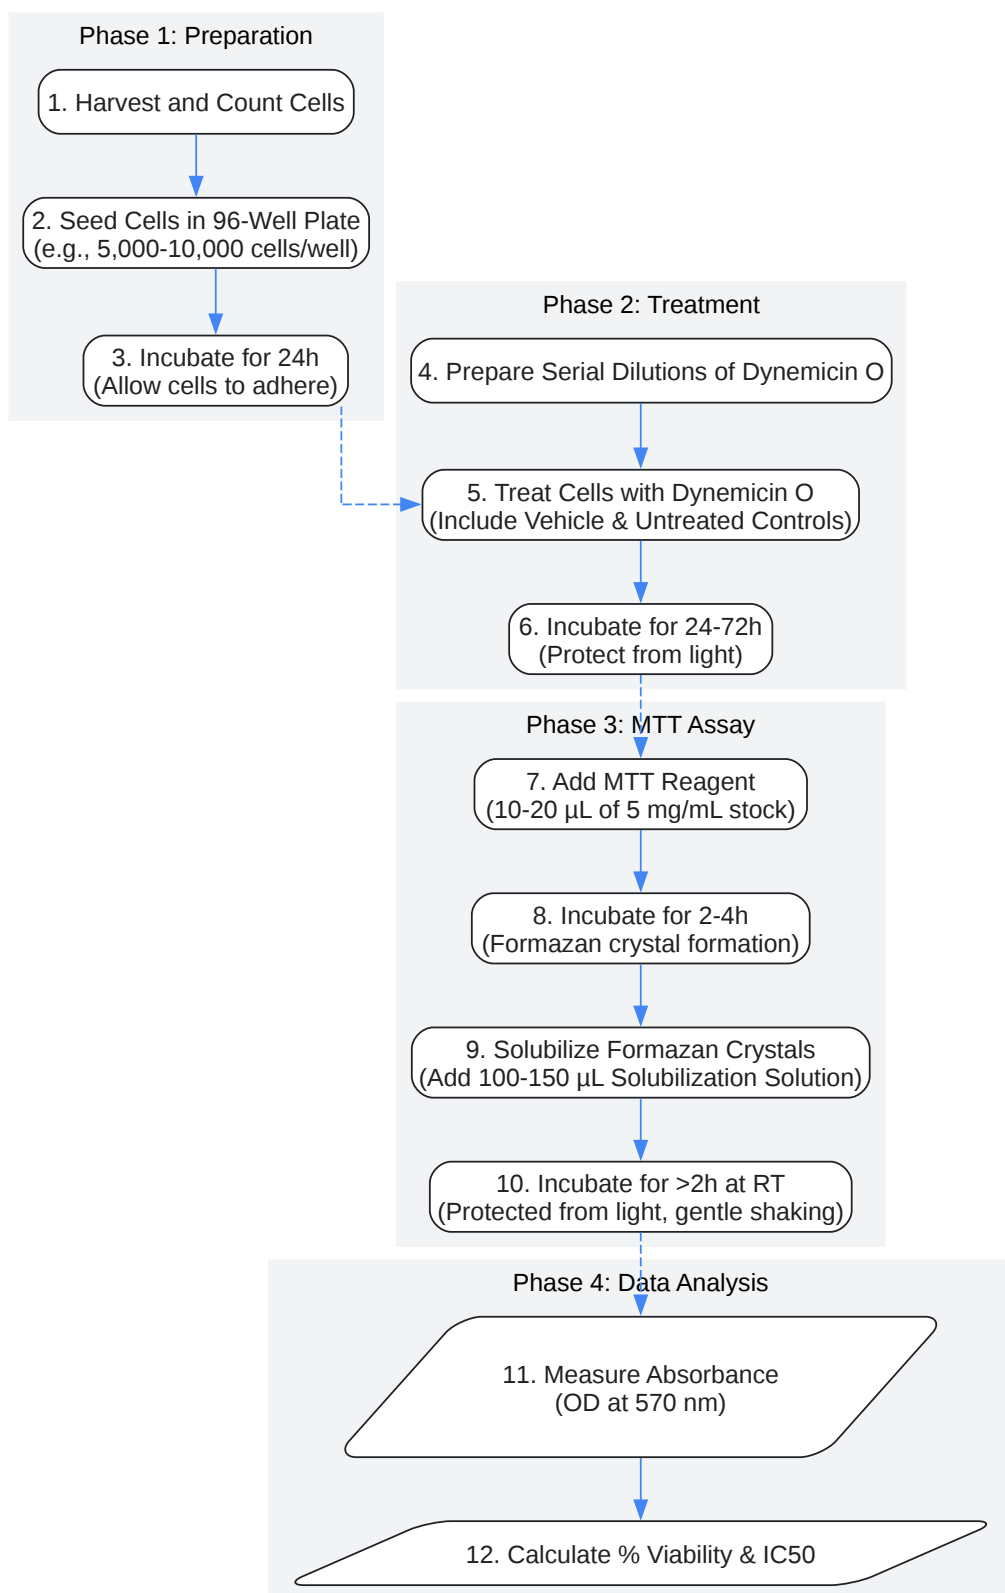 Phase 1: Preparation
1. Harvest and Count Cells
2. Seed Cells in 96-Well Plate
(e.g., 5,000-10,000 cells/well)
3. Incubate for 24h
(Allow cells to adhere)
Phase 2: Treatment
4. Prepare Serial Dilutions of Dynemicin O
5. Treat Cells with Dynemicin O
(Include Vehicle & Untreated Controls)
6. Incubate for 24-72h
(Protect from light)
Phase 3: MTT Assay
7. Add MTT Reagent
(10-20 µL of 5 mg/mL stock)
8. Incubate for 2-4h
(Formazan crystal formation)
9. Solubilize Formazan Crystals
(Add 100-150 µL Solubilization Solution)
10. Incubate for >2h at RT
(Protected from light, gentle shaking)
Phase 4: Data Analysis
11. Measure Absorbance
(OD at 570 nm)
12. Calculate % Viability & IC50